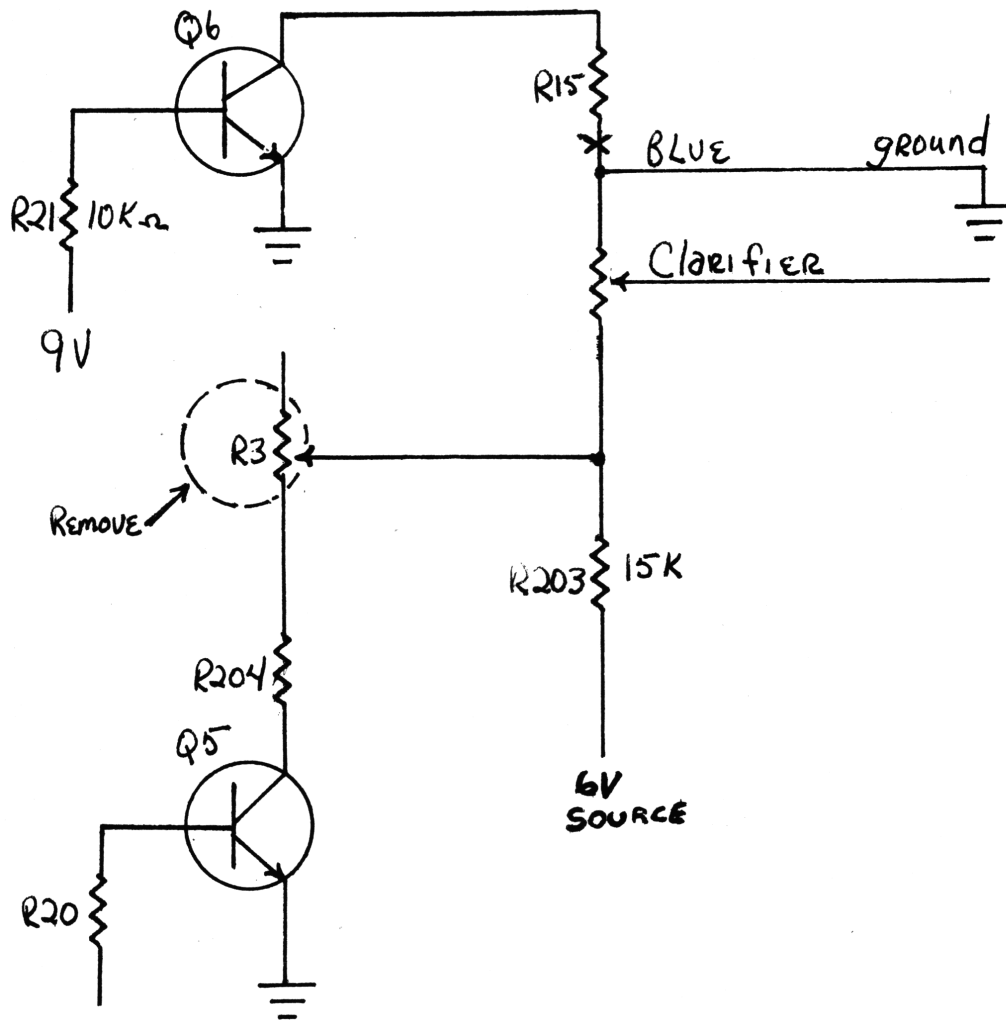 Q6
R15
BLUE
GROUND
R21
10KΩ
Clarifier
9V
R3
REMOVE
R203
15K
R204
Q5
6V
SOURCE
R20